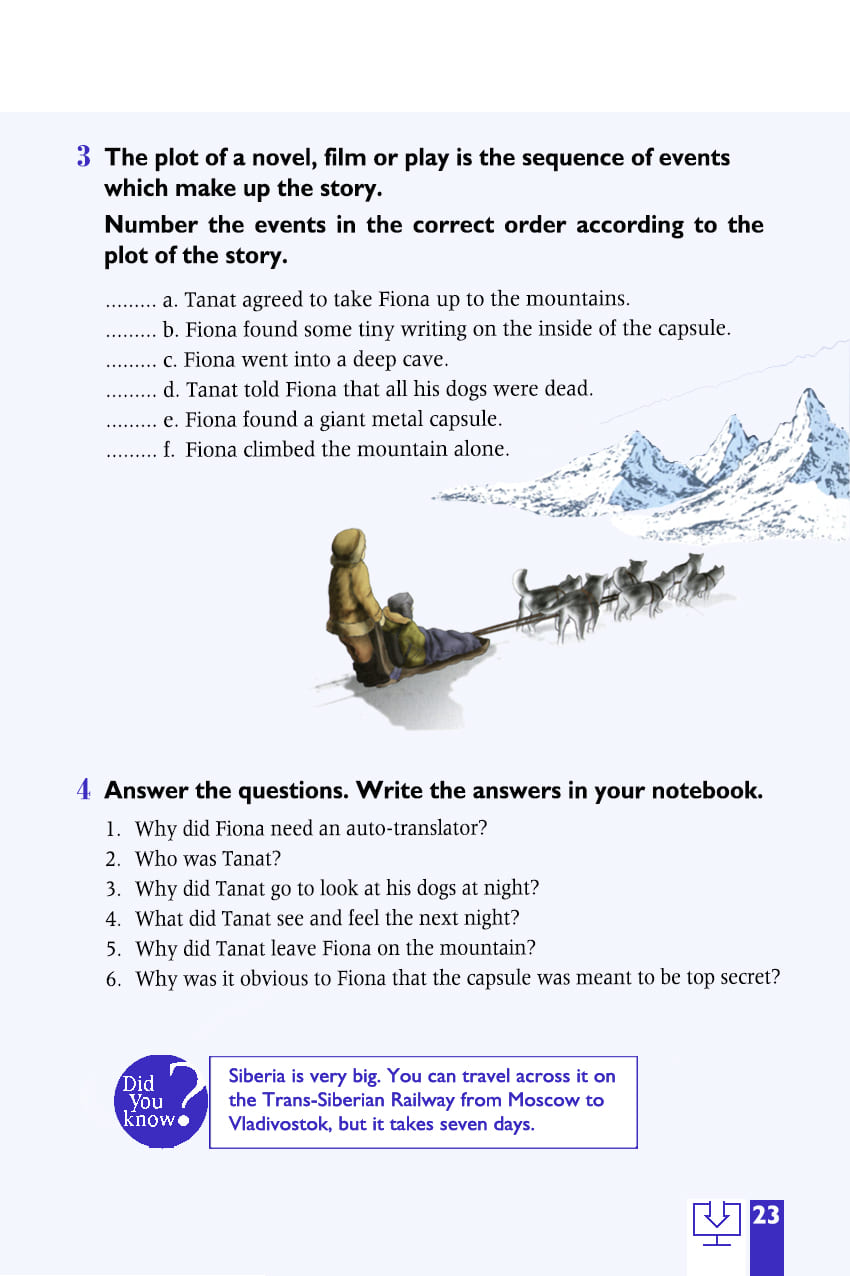 3 The plot of a novel, film or play is the sequence of events
which make up the story.
Number the events in the correct order according to the
plot of the story.
......... a. Tanat agreed to take Fiona up to the mountains.
......... b. Fiona found some tiny writing on the inside of the capsule.
......... c. Fiona went into a deep cave.
......... d. Tanat told Fiona that all his dogs were dead.
......... e. Fiona found a giant metal capsule.
......... f. Fiona climbed the mountain alone.
4 Answer the questions. Write the answers in your notebook.
1. Why did Fiona need an auto-translator?
2. Who was Tanat?
3. Why did Tanat go to look at his dogs at night?
4. What did Tanat see and feel the next night?
5. Why did Tanat leave Fiona on the mountain?
6. Why was it obvious to Fiona that the capsule was meant to be top secret?
Did
You
know?
Siberia is very big. You can travel across it on
the Trans-Siberian Railway from Moscow to
Vladivostok, but it takes seven days.
23